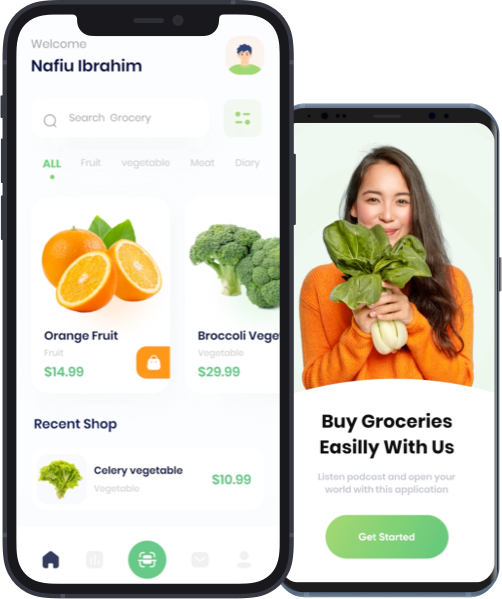 Welcome
Nafiu Ibrahim
Search Grocery
ALL Fruit vegetable Meat Diary
Orange Fruit
Fruit
$14.99
Broccoli Vege
Vegetable
$29.99
Recent Shop
Celery vegetable
Vegetable
$10.99
Buy Groceries
Easilly With Us
Listen podcast and open your
world with this application
Get Started